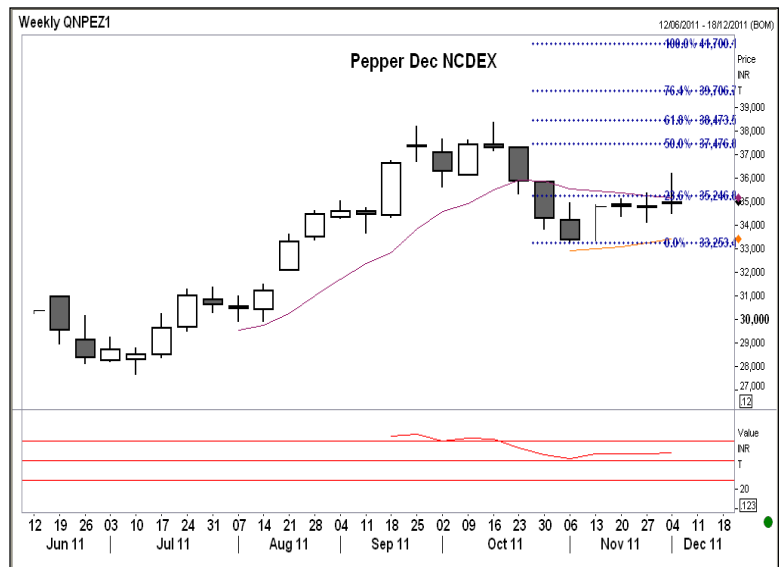 Weekly QNPEZ1
12/06/2011 - 18/12/2011 (BOM)
Pepper Dec NCDEX
Price
INR
T
100.0% 41,700.4
76.4% 39,706.7
61.8% 38,473.5
50.0% 37,476.8
23.6% 35,246.8
0.0% 33,253.4
39,000
38,000
37,000
36,000
35,000
34,000
33,000
32,000
31,000
30,000
29,000
28,000
27,000
.12
Value
INR
T
20
.123
12 19 26 03 10 17 24 31 07 14 21 28 04 11 18 25 02 09 16 23 30 06 13 20 27 04 11 18
Jun 11 Jul 11 Aug 11 Sep 11 Oct 11 Nov 11 Dec 11